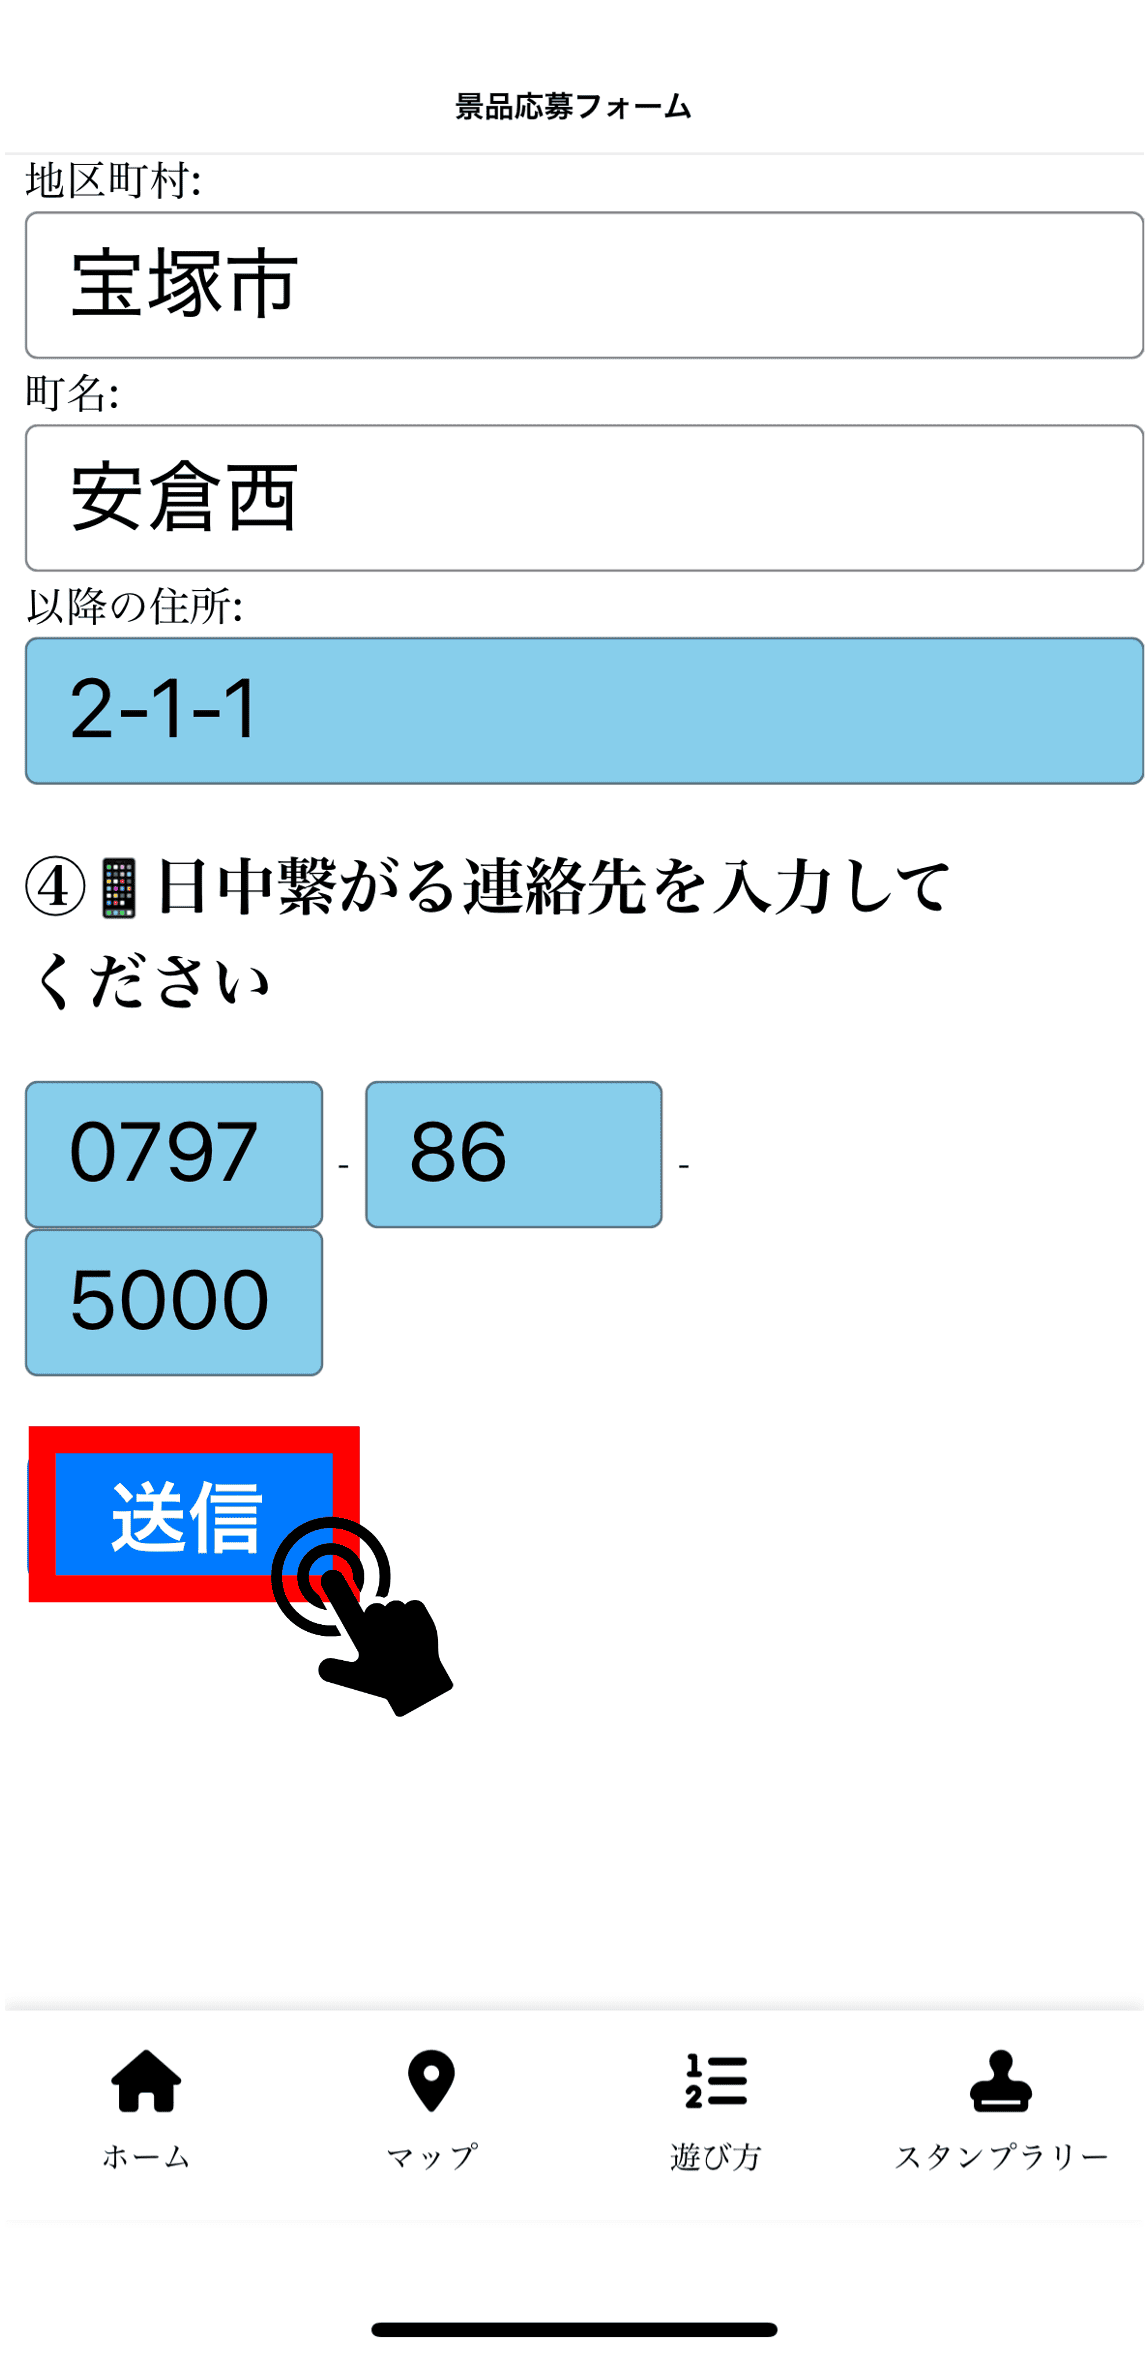 景品応募フォーム
地区町村:
宝塚市
町名:
安倉西
以降の住所:
2-1-1
④📱日中繋がる連絡先を入力して
ください
0797 - 86 -
5000
送信
1
2
ホーム マップ 遊び方 スタンプラリー